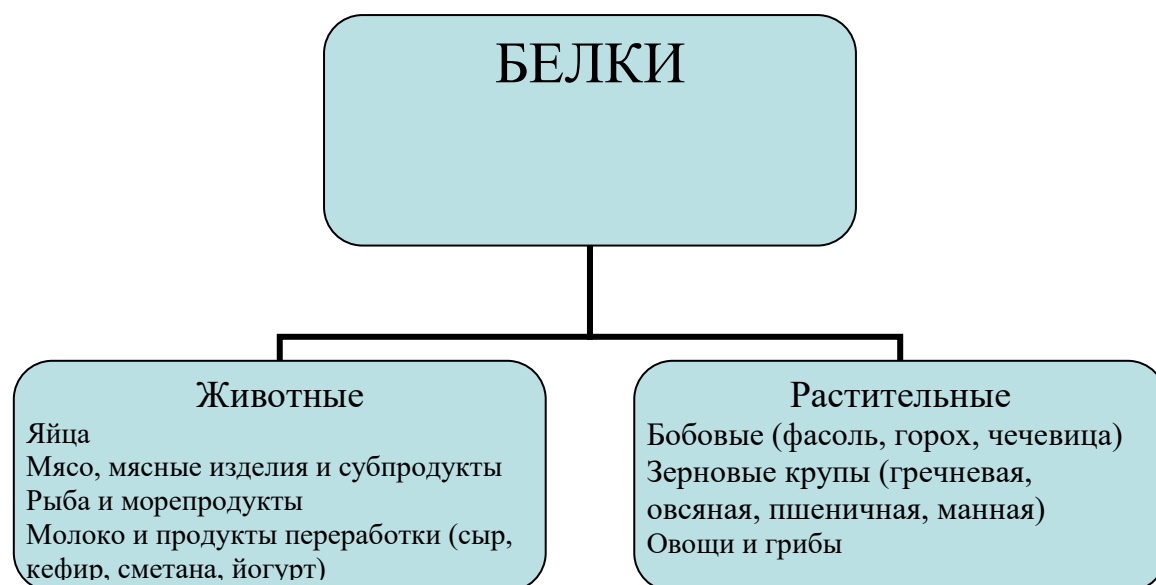 БЕЛКИ
Животные
Яйца
Мясо, мясные изделия и субпродукты
Рыба и морепродукты
Молоко и продукты переработки (сыр,
кефир, сметана, йогурт)
Растительные
Бобовые (фасоль, горох, чечевица)
Зерновые крупы (гречневая,
овсяная, пшеничная, манная)
Овощи и грибы